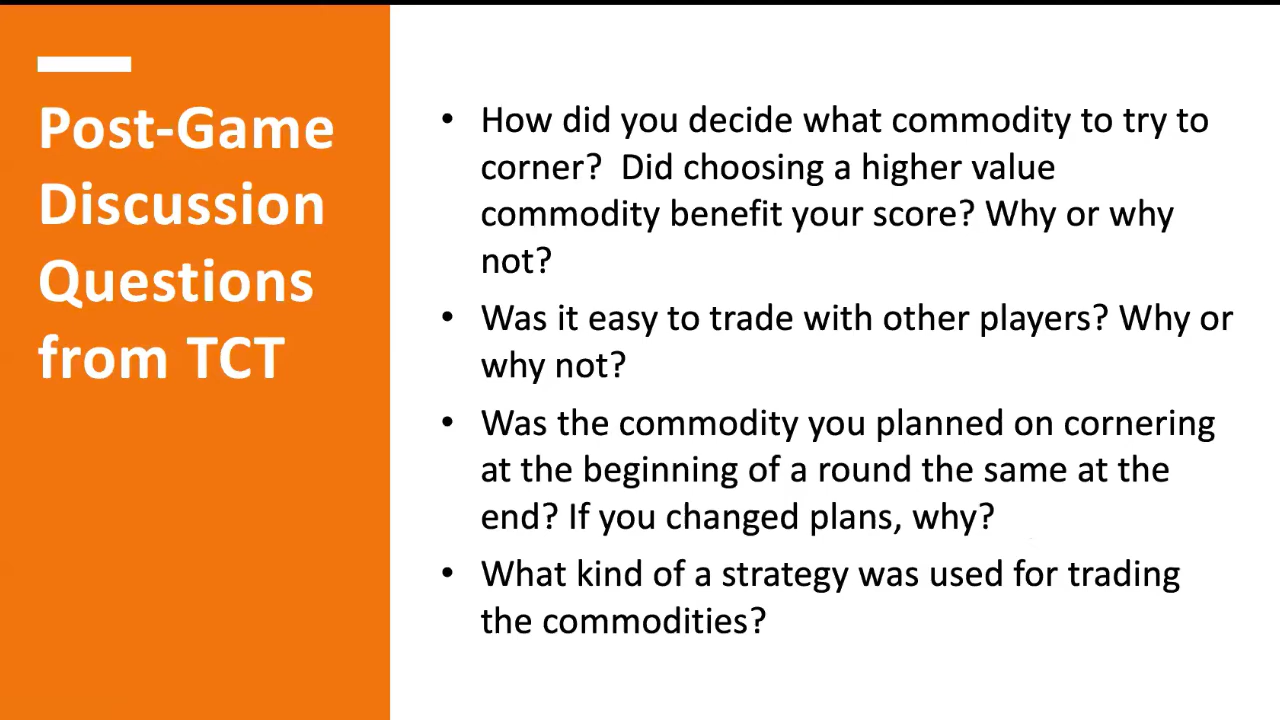 Post-Game
Discussion
Questions
from TCT
• How did you decide what commodity to try to
corner?  Did choosing a higher value
commodity benefit your score? Why or why
not?
• Was it easy to trade with other players? Why or
why not?
• Was the commodity you planned on cornering
at the beginning of a round the same at the
end? If you changed plans, why?
• What kind of a strategy was used for trading
the commodities?